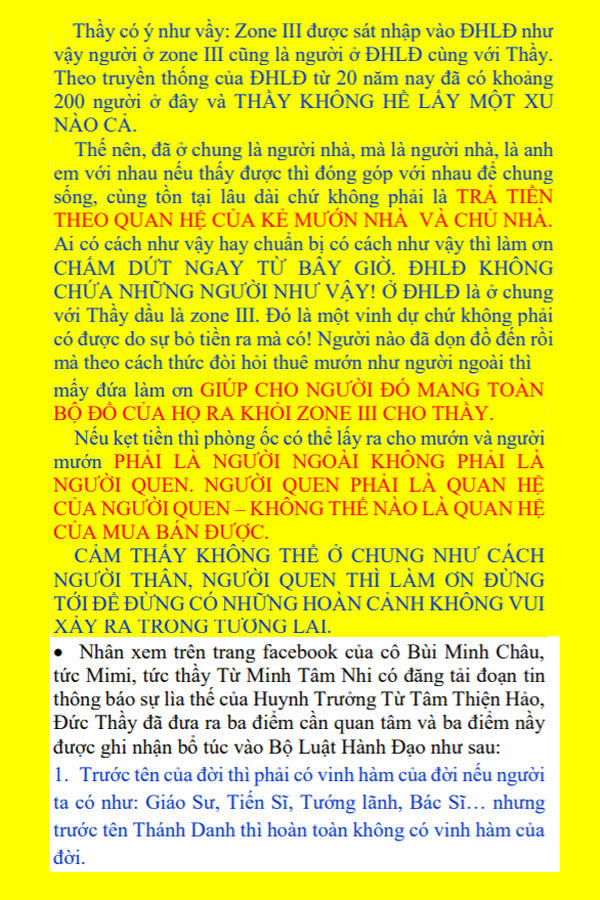 Thầy có ý như vầy: Zone III được sát nhập vào ĐHLĐ như
vậy người ở zone III cũng là người ở ĐHLĐ cùng với Thầy.
Theo truyền thống của ĐHLĐ từ 20 năm nay đã có khoảng
200 người ở đây và THẦY KHÔNG HỀ LẤY MỘT XU
NÀO CẢ.
Thế nên, đã ở chung là người nhà, mà là người nhà, là anh
em với nhau nếu thấy được thì đóng góp với nhau để chung
sống, cùng tồn tại lâu dài chứ không phải là TRẢ TIỀN
THEO QUAN HỆ CỦA KẺ MƯỚN NHÀ VÀ CHỦ NHÀ.
Ai có cách như vậy hay chuẩn bị có cách như vậy thì làm ơn
CHẤM DỨT NGAY TỪ BÂY GIỜ. ĐHLĐ KHÔNG
CHỨA NHỮNG NGƯỜI NHƯ VẬY! Ở ĐHLĐ là ở chung
với Thầy dầu là zone III. Đó là một vinh dự chứ không phải
có được do sự bỏ tiền ra mà có! Người nào đã dọn đồ đến rồi
mà theo cách thức đòi hỏi thuê mướn như người ngoài thì
mấy đứa làm ơn GIÚP CHO NGƯỜI ĐÓ MANG TOÀN
BỘ ĐỒ CỦA HỌ RA KHỎI ZONE III CHO THẦY.
Nếu kẹt tiền thì phòng ốc có thể lấy ra cho mướn và người
mướn PHẢI LÀ NGƯỜI NGOÀI KHÔNG PHẢI LÀ
NGƯỜI QUEN. NGƯỜI QUEN PHẢI LÀ QUAN HỆ
CỦA NGƯỜI QUEN – KHÔNG THỂ NÀO LÀ QUAN HỆ
CỦA MUA BÁN ĐƯỢC.
CẢM THẤY KHÔNG THỂ Ở CHUNG NHƯ CÁCH
NGƯỜI THÂN, NGƯỜI QUEN THÌ LÀM ƠN ĐỪNG
TỚI ĐỂ ĐỪNG CÓ NHỮNG HOÀN CẢNH KHÔNG VUI
XẢY RA TRONG TƯƠNG LAI.
• Nhân xem trên trang facebook của cô Bùi Minh Châu,
tức Mimi, tức thầy Từ Minh Tâm Nhi có đăng tải đoạn tin
thông báo sự lìa thế của Huynh Trưởng Từ Tâm Thiện Hảo,
Đức Thầy đã đưa ra ba điểm cần quan tâm và ba điểm nầy
được ghi nhận bổ túc vào Bộ Luật Hành Đạo như sau:
1. Trước tên của đời thì phải có vinh hàm của đời nếu người
ta có như: Giáo Sư, Tiến Sĩ, Tướng lãnh, Bác Sĩ… nhưng
trước tên Thánh Danh thì hoàn toàn không có vinh hàm của
đời.